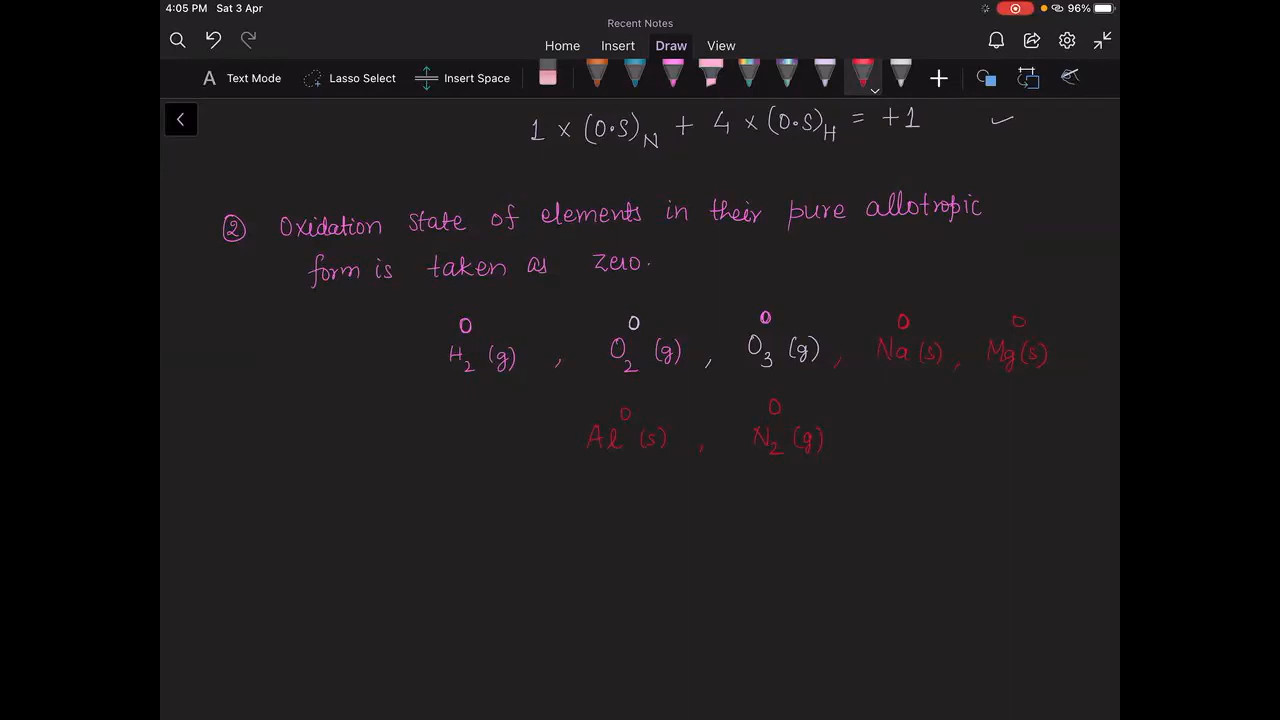 4:05 PM Sat 3 Apr
96%
Recent Notes
Home Insert Draw View
A Text Mode Lasso Select Insert Space
1 × (O.S)N + 4 × (O.S)H = +1
② Oxidation state of elements in their pure allotropic
form is taken as zero.
0 0 0 0 0
H2 (g) , O2 (g) , O3 (g) , Na (s) , Mg (s)
0 0
Al (s) , N2 (g)